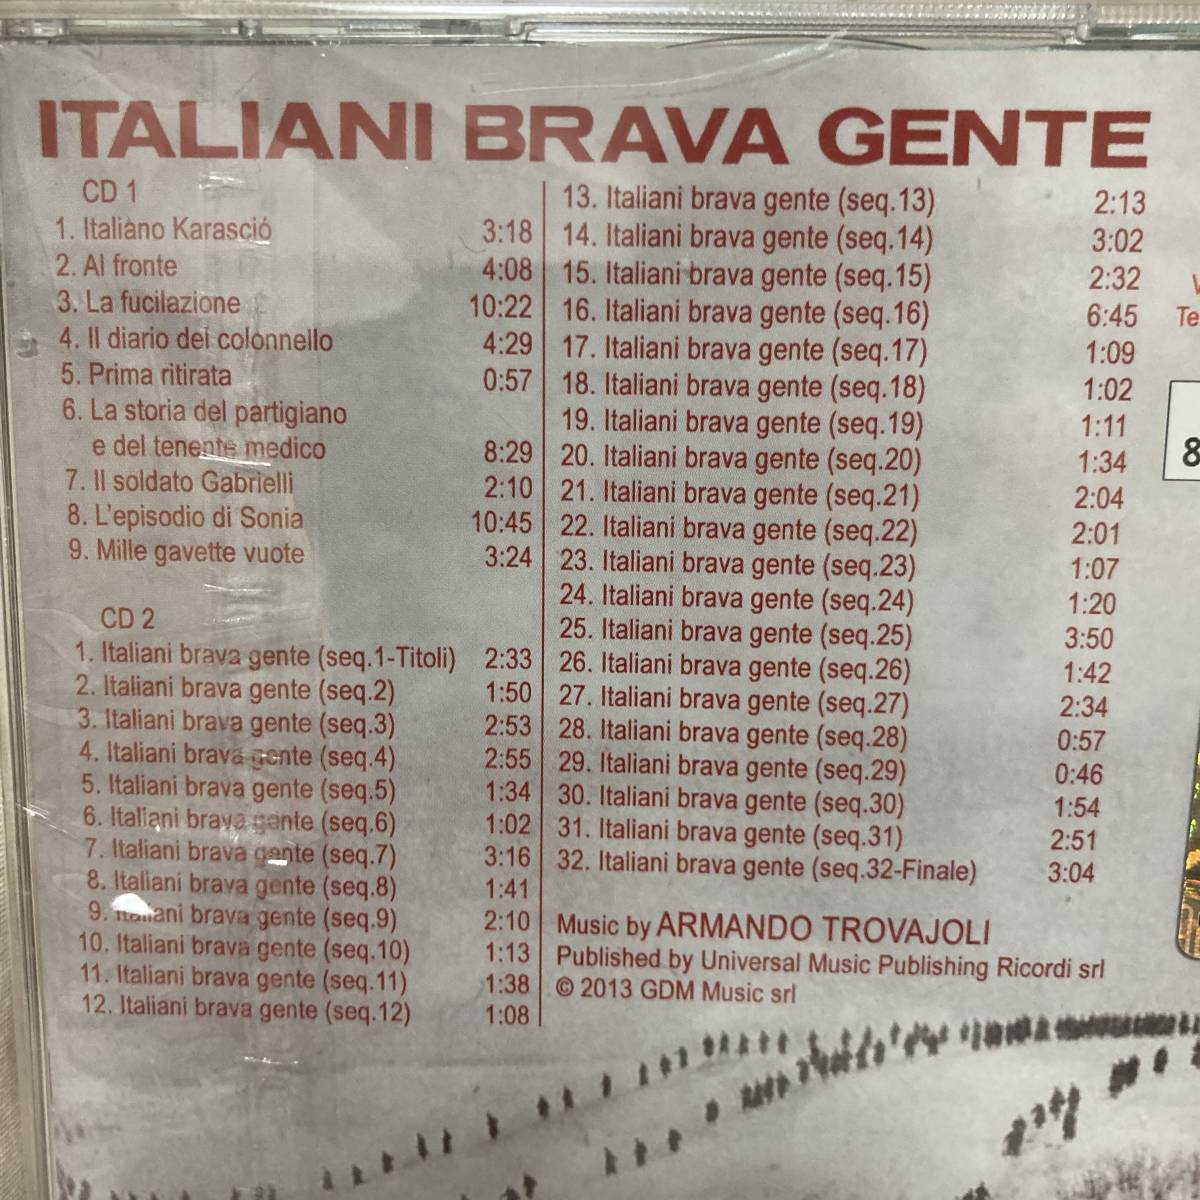 ITALIANI BRAVA GENTE
CD 1
1. Italiano Karasció 3:18
2. Al fronte 4:08
3. La fucilazione 10:22
4. Il diario del colonnello 4:29
5. Prima ritirata 0:57
6. La storia del partigiano
e del tenente medico 8:29
7. Il soldato Gabrielli 2:10
8. L'episodio di Sonia 10:45
9. Mille gavette vuote 3:24
CD 2
1. Italiani brava gente (seq.1-Titoli) 2:33
2. Italiani brava gente (seq.2) 1:50
3. Italiani brava gente (seq.3) 2:53
4. Italiani brava gente (seq.4) 2:55
5. Italiani brava gente (seq.5) 1:34
6. Italiani brava gente (seq.6) 1:02
7. Italiani brava gente (seq.7) 3:16
8. Italiani brava gente (seq.8) 1:41
9. Italiani brava gente (seq.9) 2:10
10. Italiani brava gente (seq.10) 1:13
11. Italiani brava gente (seq.11) 1:38
12. Italiani brava gente (seq.12) 1:08
13. Italiani brava gente (seq.13) 2:13
14. Italiani brava gente (seq.14) 3:02
15. Italiani brava gente (seq.15) 2:32
16. Italiani brava gente (seq.16) 6:45
17. Italiani brava gente (seq.17) 1:09
18. Italiani brava gente (seq.18) 1:02
19. Italiani brava gente (seq.19) 1:11
20. Italiani brava gente (seq.20) 1:34
21. Italiani brava gente (seq.21) 2:04
22. Italiani brava gente (seq.22) 2:01
23. Italiani brava gente (seq.23) 1:07
24. Italiani brava gente (seq.24) 1:20
25. Italiani brava gente (seq.25) 3:50
26. Italiani brava gente (seq.26) 1:42
27. Italiani brava gente (seq.27) 2:34
28. Italiani brava gente (seq.28) 0:57
29. Italiani brava gente (seq.29) 0:46
30. Italiani brava gente (seq.30) 1:54
31. Italiani brava gente (seq.31) 2:51
32. Italiani brava gente (seq.32-Finale) 3:04
Music by ARMANDO TROVAJOLI
Published by Universal Music Publishing Ricordi srl
© 2013 GDM Music srl
8